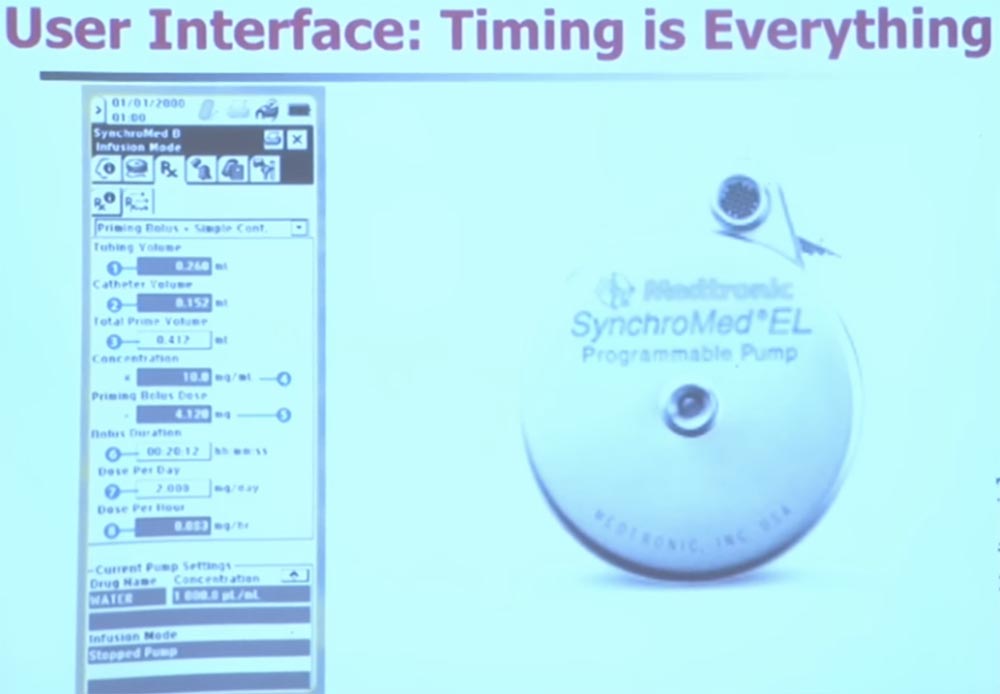 User Interface: Timing is Everything
01/01/2000
01:00
SynchroMed II
Infusion Mode
Rx
Priming Bolus - Simple Cont.
Tubing Volume
1 0.260 ml
Catheter Volume
2 0.152 ml
Total Prime Volume
3 0.412 ml
Concentration
x 10.0 mg/ml 4
Priming Bolus Dose
4.120 mg 5
Bolus Duration
6 00:20:12 hh:mm:ss
Dose Per Day
7 2.000 mg/day
Dose Per Hour
8 0.083 mg/hr
Current Pump Settings
Drug Name Concentration
WATER 1 000.0 µL/mL
Infusion Mode
Stopped Pump
Medtronic
SynchroMed® EL
Programmable Pump
MEDTRONIC, INC. USA